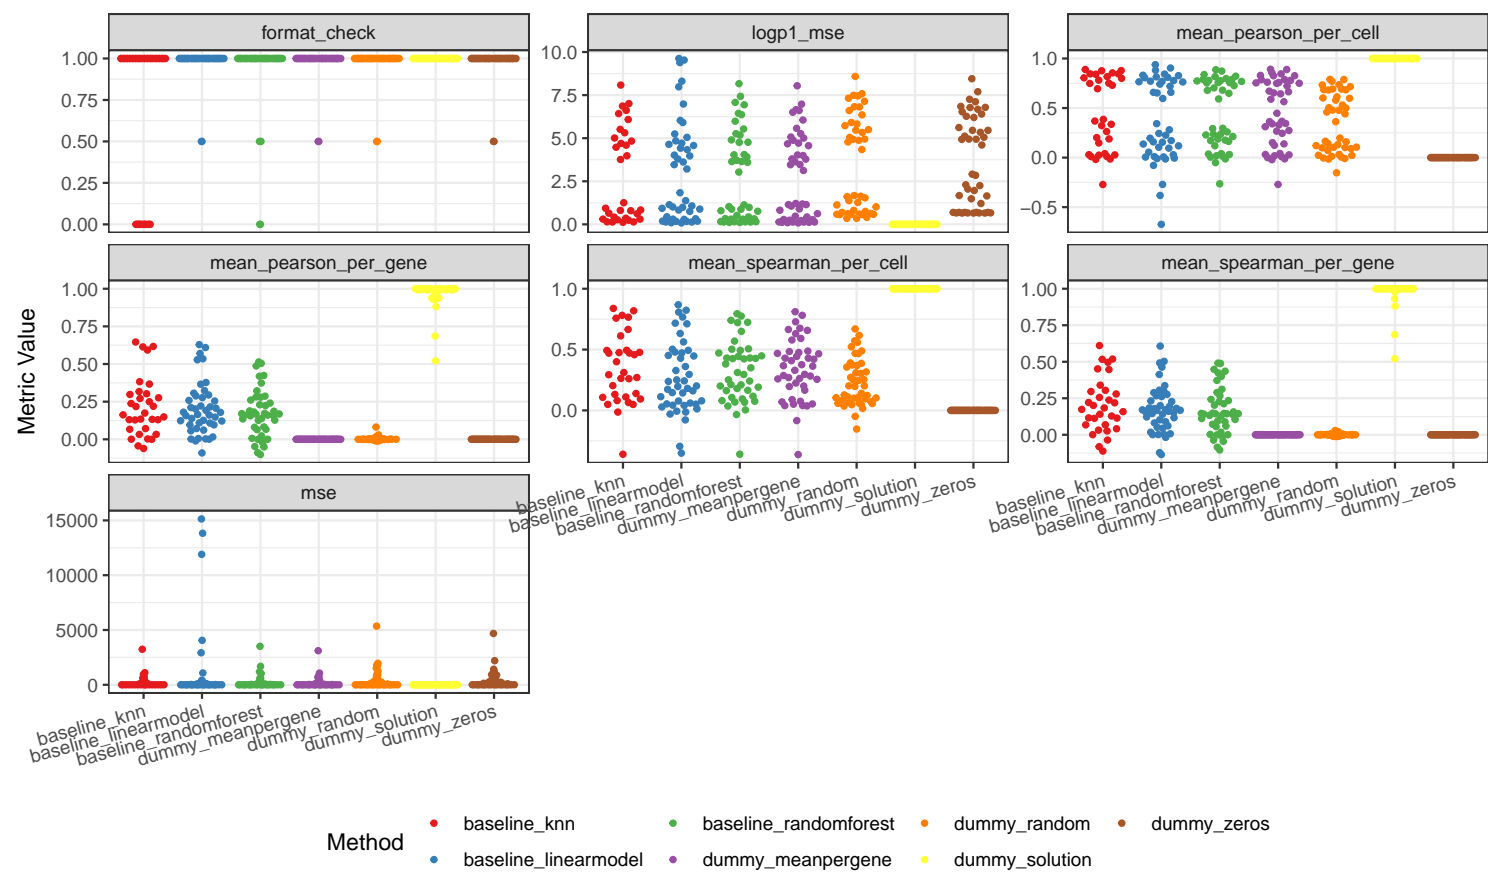 format_check
logp1_mse
mean_pearson_per_cell
1.00
0.75
0.50
0.25
0.00
10.0
7.5
5.0
2.5
0.0
1.0
0.5
0.0
−0.5
mean_pearson_per_gene
mean_spearman_per_cell
mean_spearman_per_gene
1.00
0.75
0.50
0.25
0.00
1.0
0.5
0.0
1.00
0.75
0.50
0.25
0.00
Metric Value
baseline_knn
baseline_linearmodel
baseline_randomforest
dummy_meanpergene
dummy_random
dummy_solution
dummy_zeros
baseline_knn
baseline_linearmodel
baseline_randomforest
dummy_meanpergene
dummy_random
dummy_solution
dummy_zeros
mse
15000
10000
5000
0
baseline_knn
baseline_linearmodel
baseline_randomforest
dummy_meanpergene
dummy_random
dummy_solution
dummy_zeros
Method
baseline_knn
baseline_randomforest
dummy_random
dummy_zeros
baseline_linearmodel
dummy_meanpergene
dummy_solution